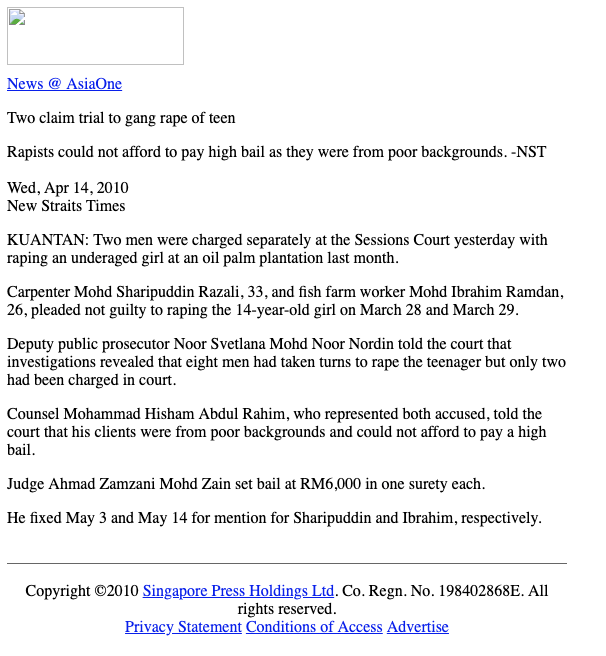 News @ AsiaOne
Two claim trial to gang rape of teen
Rapists could not afford to pay high bail as they were from poor backgrounds. -NST
Wed, Apr 14, 2010
New Straits Times
KUANTAN: Two men were charged separately at the Sessions Court yesterday with
raping an underaged girl at an oil palm plantation last month.
Carpenter Mohd Sharipuddin Razali, 33, and fish farm worker Mohd Ibrahim Ramdan,
26, pleaded not guilty to raping the 14-year-old girl on March 28 and March 29.
Deputy public prosecutor Noor Svetlana Mohd Noor Nordin told the court that
investigations revealed that eight men had taken turns to rape the teenager but only two
had been charged in court.
Counsel Mohammad Hisham Abdul Rahim, who represented both accused, told the
court that his clients were from poor backgrounds and could not afford to pay a high
bail.
Judge Ahmad Zamzani Mohd Zain set bail at RM6,000 in one surety each.
He fixed May 3 and May 14 for mention for Sharipuddin and Ibrahim, respectively.
Copyright ©2010 Singapore Press Holdings Ltd. Co. Regn. No. 198402868E. All
rights reserved.
Privacy Statement Conditions of Access Advertise